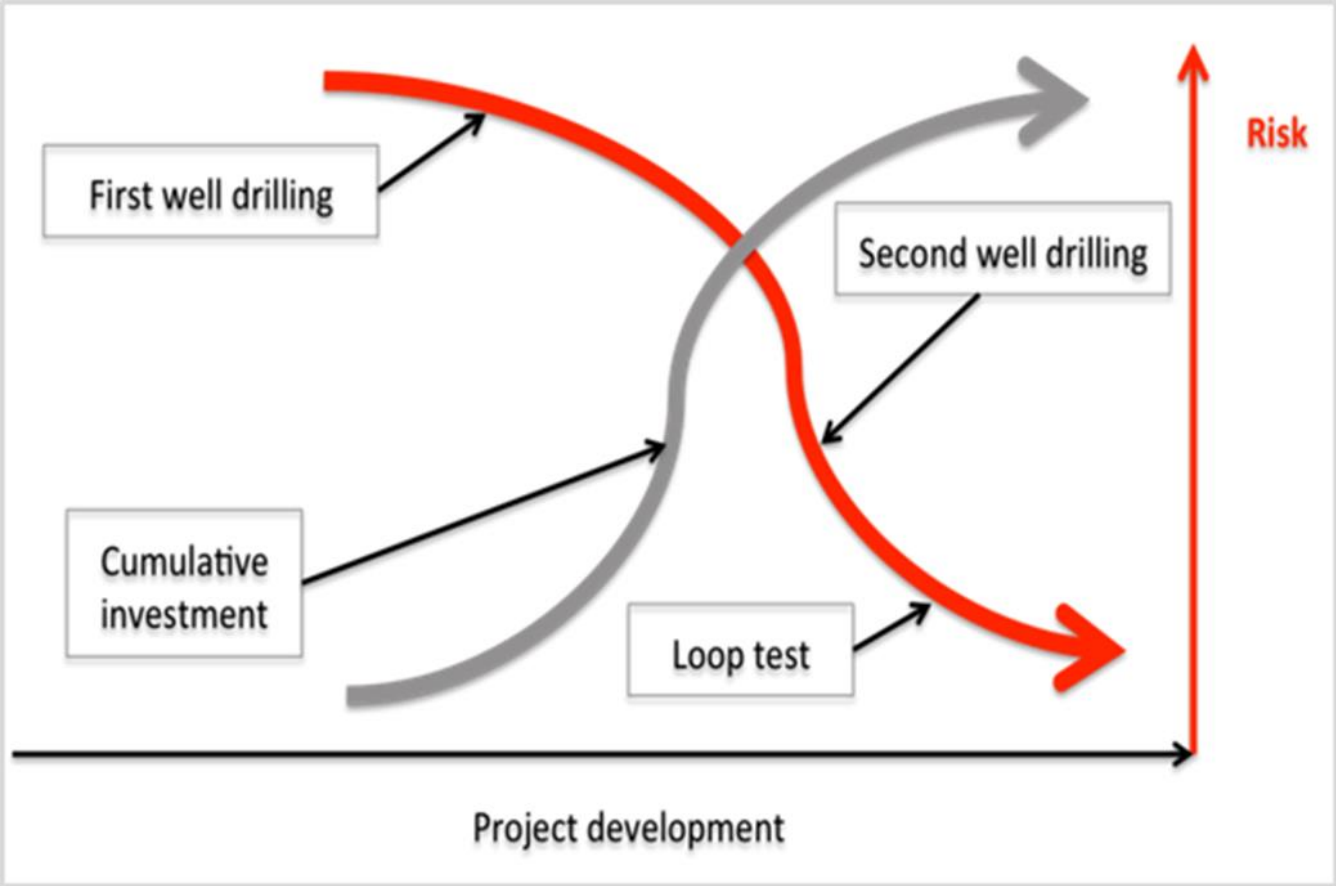 Risk
First well drilling
Second well drilling
Cumulative
investment
Loop test
Project development